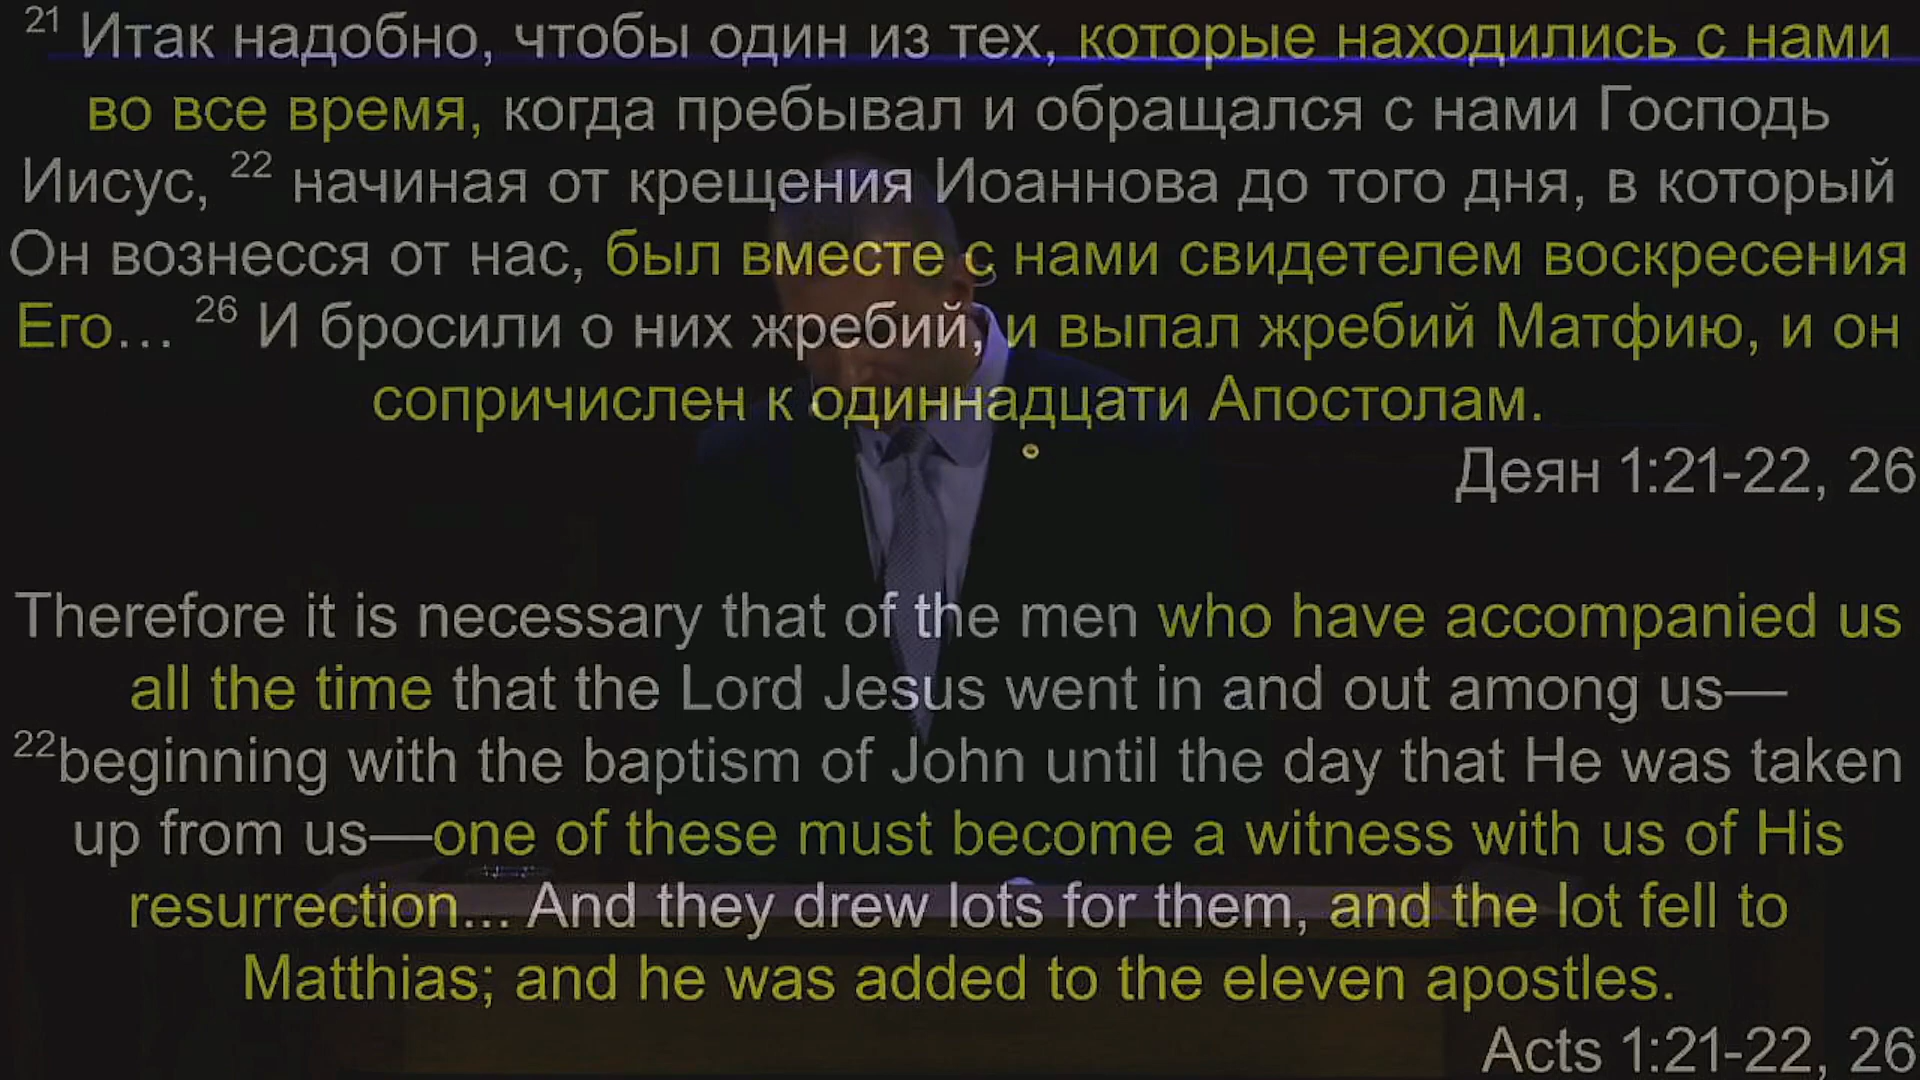 21 Итак надобно, чтобы один из тех, которые находились с нами
во все время, когда пребывал и обращался с нами Господь
Иисус, 22 начиная от крещения Иоаннова до того дня, в который
Он вознесся от нас, был вместе с нами свидетелем воскресения
Его… 26 И бросили о них жребий, и выпал жребий Матфию, и он
сопричислен к одиннадцати Апостолам.
Деян 1:21-22, 26
Therefore it is necessary that of the men who have accompanied us
all the time that the Lord Jesus went in and out among us—
22beginning with the baptism of John until the day that He was taken
up from us—one of these must become a witness with us of His
resurrection... And they drew lots for them, and the lot fell to
Matthias; and he was added to the eleven apostles.
Acts 1:21-22, 26